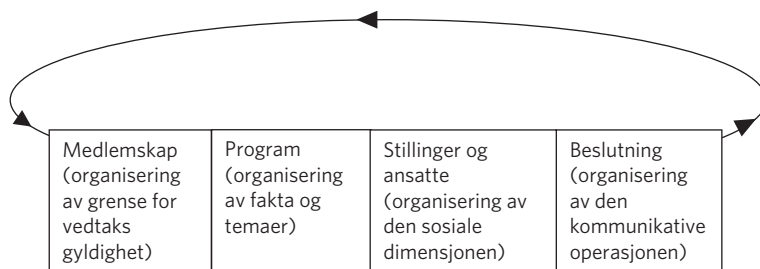 Medlemskap
(organisering
av grense for
vedtaks
gyldighet)
Program
(organisering
av fakta og
temaer)
Stillinger og
ansatte
(organisering av
den sosiale
dimensjonen)
Beslutning
(organisering
av den
kommunikative
operasjonen)